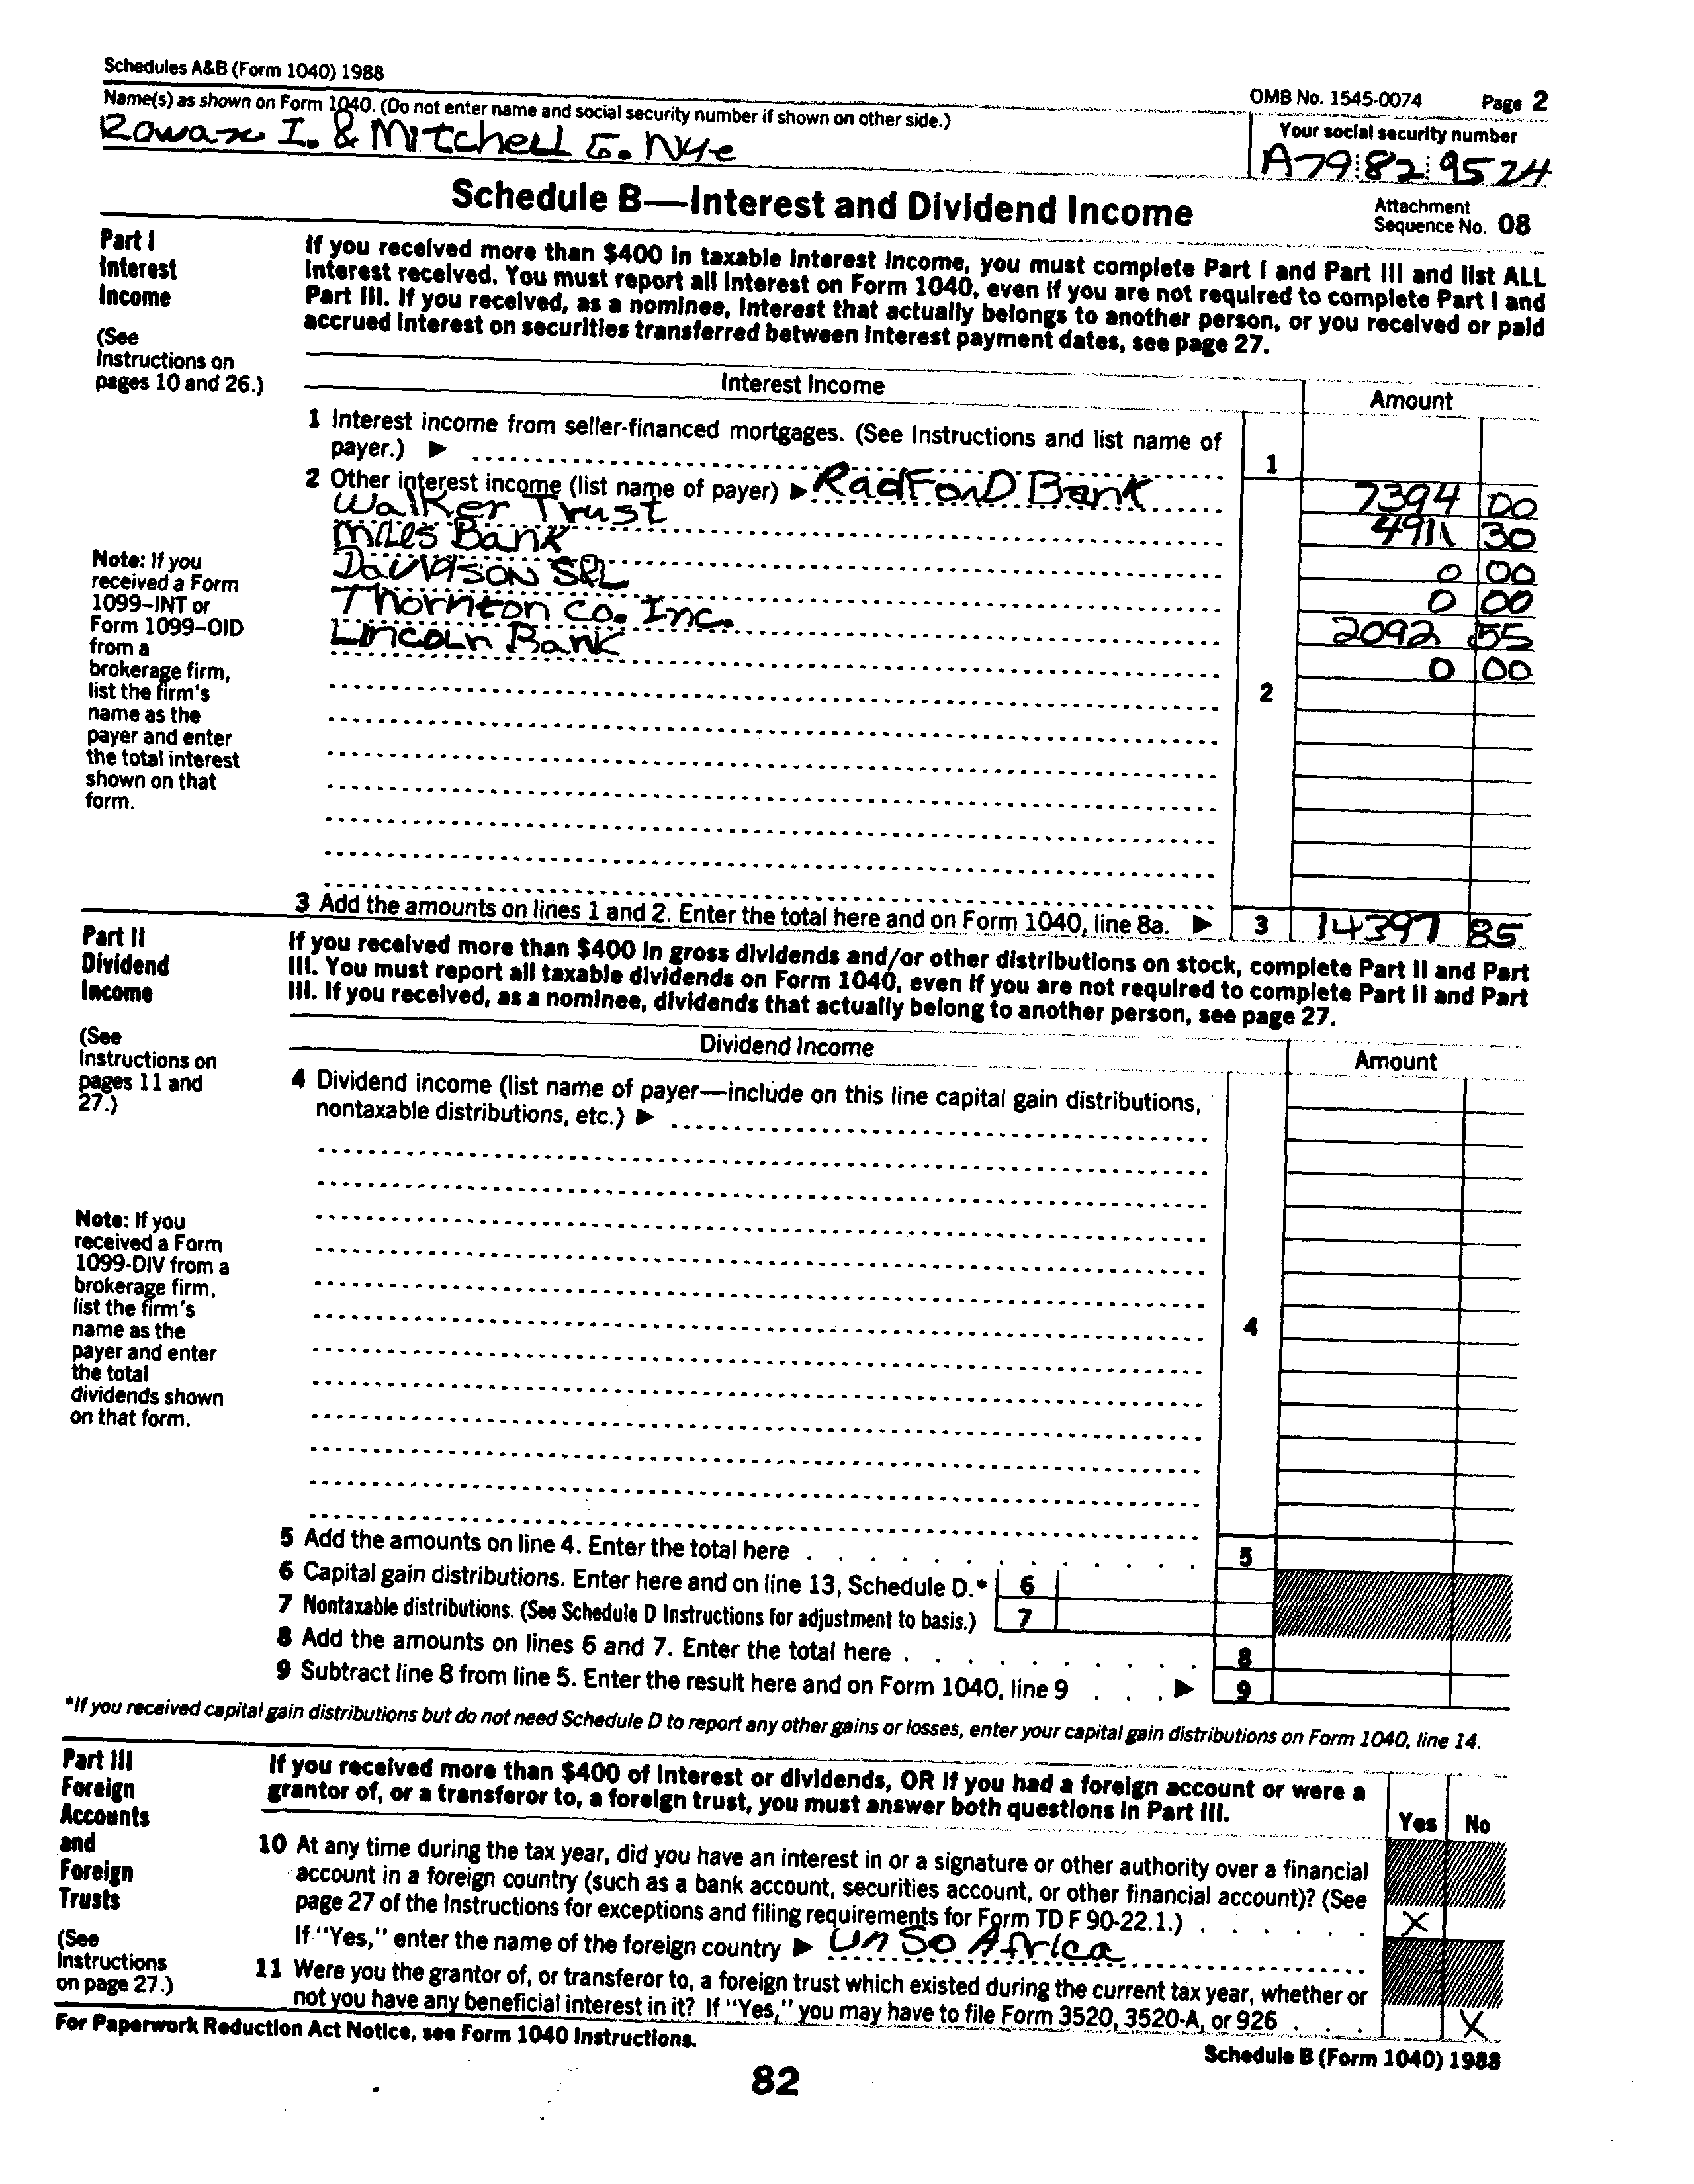 Schedules A&B (Form 1040) 1988
OMB No. 1545-0074 Page 2
Name(s) as shown on Form 1040. (Do not enter name and social security number if shown on other side.)
Your social security number
Rowan I. & Mitchell G. Nye
A79 82 9524
Schedule B—Interest and Dividend Income
Attachment
Sequence No. 08
Part I
Interest
Income
(See
Instructions on
pages 10 and 26.)
If you received more than $400 in taxable interest income, you must complete Part I and Part III and list ALL
interest received. You must report all interest on Form 1040, even if you are not required to complete Part I and
Part III. If you received, as a nominee, interest that actually belongs to another person, or you received or paid
accrued interest on securities transferred between interest payment dates, see page 27.
Interest Income
Amount
1 Interest income from seller-financed mortgages. (See Instructions and list name of
payer.) ▶
1
2 Other interest income (list name of payer) ▶ Radford Bank
7394 00
Walker Trust
4911 30
Miles Bank
0 00
Davidson S&L
0 00
Thornton Co. Inc.
2092 55
Lincoln Bank
0 00
2
Note: If you
received a Form
1099-INT or
Form 1099-OID
from a
brokerage firm,
list the firm's
name as the
payer and enter
the total interest
shown on that
form.
3 Add the amounts on lines 1 and 2. Enter the total here and on Form 1040, line 8a. ▶ 3 14397 85
Part II
Dividend
Income
(See
Instructions on
pages 11 and
27.)
If you received more than $400 in gross dividends and/or other distributions on stock, complete Part II and Part
III. You must report all taxable dividends on Form 1040, even if you are not required to complete Part II and Part
III. If you received, as a nominee, dividends that actually belong to another person, see page 27.
Dividend Income
Amount
4 Dividend income (list name of payer—include on this line capital gain distributions,
nontaxable distributions, etc.) ▶
4
Note: If you
received a Form
1099-DIV from a
brokerage firm,
list the firm's
name as the
payer and enter
the total
dividends shown
on that form.
5 Add the amounts on line 4. Enter the total here . . . 5
6 Capital gain distributions. Enter here and on line 13, Schedule D.* 6
7 Nontaxable distributions. (See Schedule D Instructions for adjustment to basis.) 7
8 Add the amounts on lines 6 and 7. Enter the total here . . . 8
9 Subtract line 8 from line 5. Enter the result here and on Form 1040, line 9 . . . ▶ 9
*If you received capital gain distributions but do not need Schedule D to report any other gains or losses, enter your capital gain distributions on Form 1040, line 14.
Part III
Foreign
Accounts
and
Foreign
Trusts
(See
Instructions
on page 27.)
If you received more than $400 of interest or dividends, OR if you had a foreign account or were a
grantor of, or a transferor to, a foreign trust, you must answer both questions in Part III.
Yes No
10 At any time during the tax year, did you have an interest in or a signature or other authority over a financial
account in a foreign country (such as a bank account, securities account, or other financial account)? (See
page 27 of the Instructions for exceptions and filing requirements for Form TD F 90-22.1.) . . . X
If "Yes," enter the name of the foreign country ▶ Un So Africa
11 Were you the grantor of, or transferor to, a foreign trust which existed during the current tax year, whether or
not you have any beneficial interest in it? If "Yes," you may have to file Form 3520, 3520-A, or 926 . . . X
For Paperwork Reduction Act Notice, see Form 1040 Instructions.
Schedule B (Form 1040) 1988
82